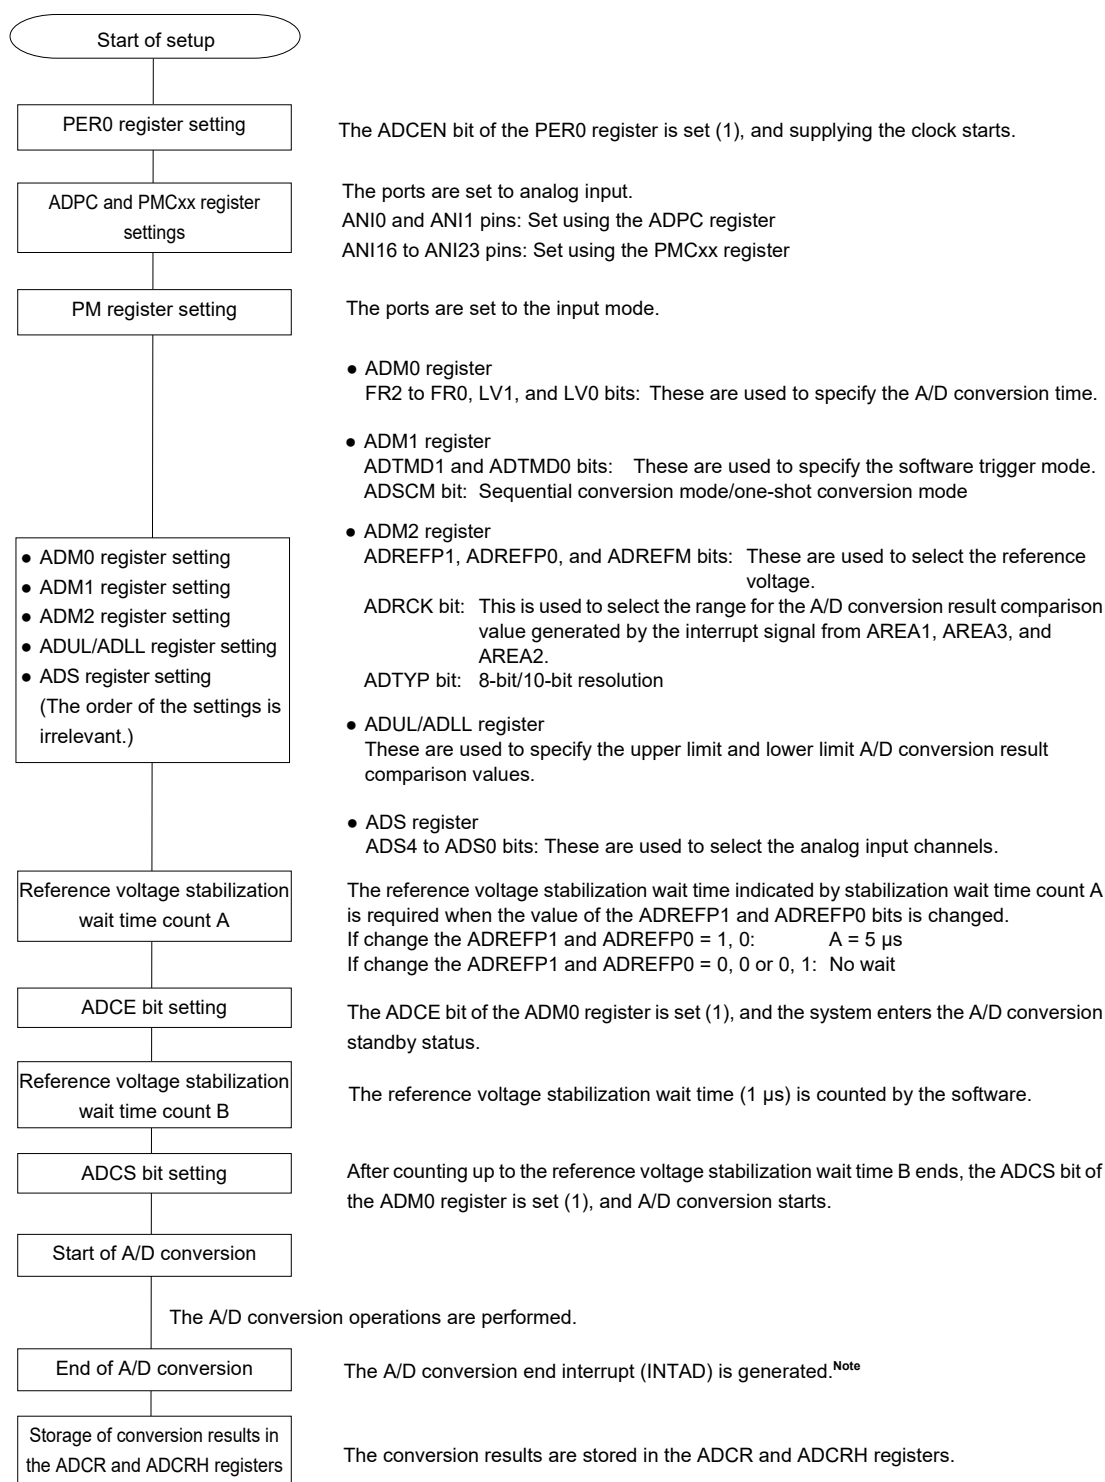 Start of setup
PER0 register setting
The ADCEN bit of the PER0 register is set (1), and supplying the clock starts.
ADPC and PMCxx register
settings
The ports are set to analog input.
ANI0 and ANI1 pins: Set using the ADPC register
ANI16 to ANI23 pins: Set using the PMCxx register
PM register setting
The ports are set to the input mode.
● ADM0 register setting
● ADM1 register setting
● ADM2 register setting
● ADUL/ADLL register setting
● ADS register setting
(The order of the settings is
irrelevant.)
● ADM0 register
FR2 to FR0, LV1, and LV0 bits: These are used to specify the A/D conversion time.
● ADM1 register
ADTMD1 and ADTMD0 bits: These are used to specify the software trigger mode.
ADSCM bit: Sequential conversion mode/one-shot conversion mode
● ADM2 register
ADREFP1, ADREFP0, and ADREFM bits: These are used to select the reference
voltage.
ADRCK bit: This is used to select the range for the A/D conversion result comparison
value generated by the interrupt signal from AREA1, AREA3, and
AREA2.
ADTYP bit: 8-bit/10-bit resolution
● ADUL/ADLL register
These are used to specify the upper limit and lower limit A/D conversion result
comparison values.
● ADS register
ADS4 to ADS0 bits: These are used to select the analog input channels.
Reference voltage stabilization
wait time count A
The reference voltage stabilization wait time indicated by stabilization wait time count A
is required when the value of the ADREFP1 and ADREFP0 bits is changed.
If change the ADREFP1 and ADREFP0 = 1, 0: A = 5 µs
If change the ADREFP1 and ADREFP0 = 0, 0 or 0, 1: No wait
ADCE bit setting
The ADCE bit of the ADM0 register is set (1), and the system enters the A/D conversion
standby status.
Reference voltage stabilization
wait time count B
The reference voltage stabilization wait time (1 µs) is counted by the software.
ADCS bit setting
After counting up to the reference voltage stabilization wait time B ends, the ADCS bit of
the ADM0 register is set (1), and A/D conversion starts.
Start of A/D conversion
The A/D conversion operations are performed.
End of A/D conversion
The A/D conversion end interrupt (INTAD) is generated.Note
Storage of conversion results in
the ADCR and ADCRH registers
The conversion results are stored in the ADCR and ADCRH registers.